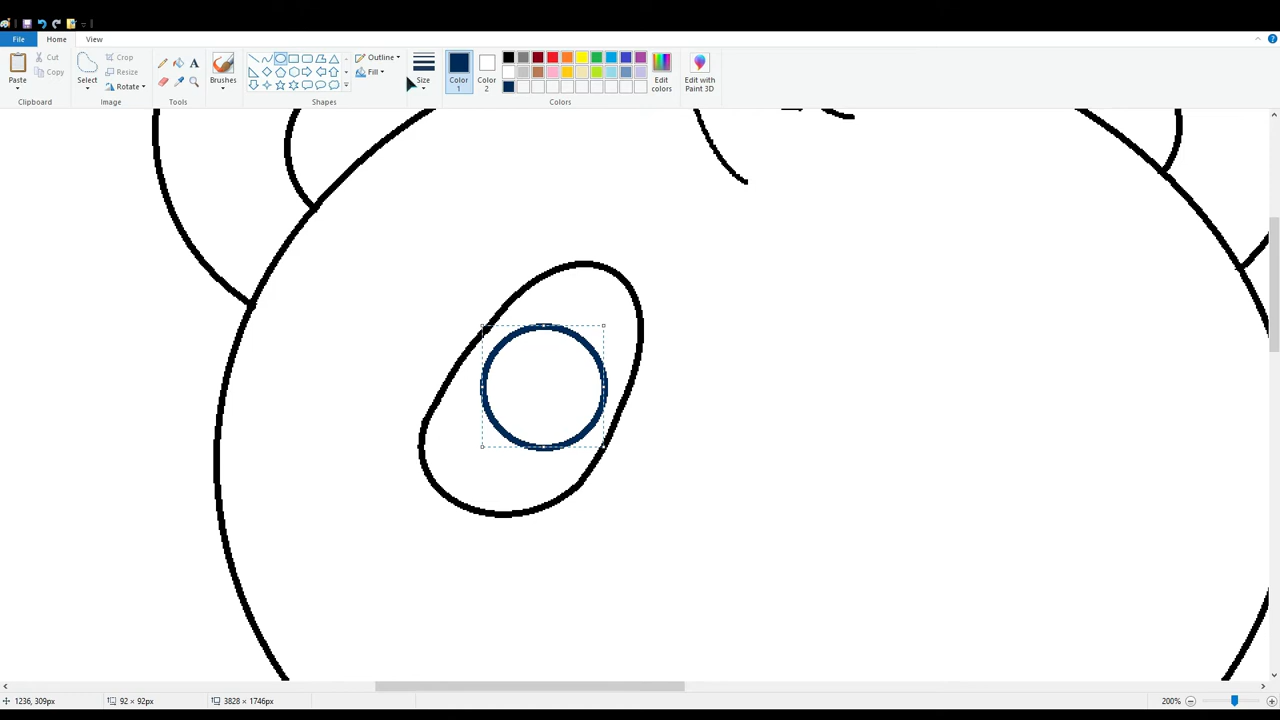 File Home View
Cut
Copy
Paste
Clipboard
Select
Crop
Resize
Rotate
Image
A
Tools
Brushes
Outline
Fill
Shapes
Size
Color
1
Color
2
Edit
colors
Colors
Edit with
Paint 3D
1236, 309px 92 × 92px 3828 × 1746px 200%